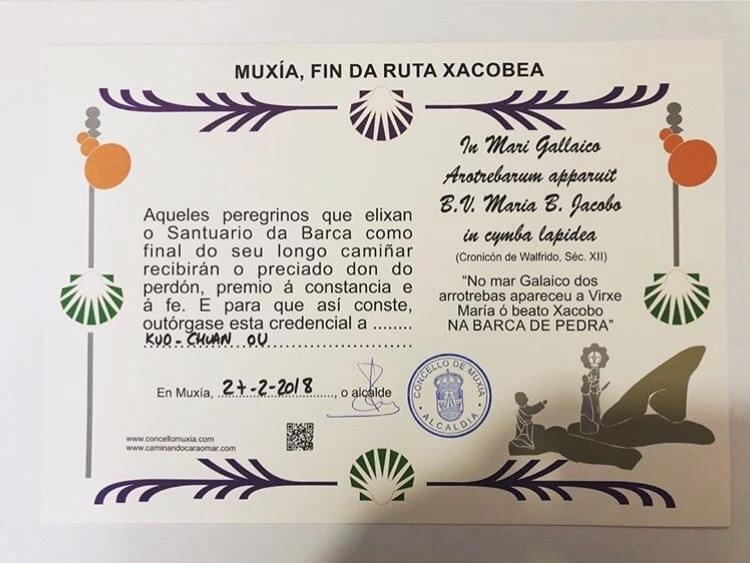 MUXÍA, FIN DA RUTA XACOBEA
Aqueles peregrinos que elixan
o Santuario da Barca como
final do seu longo camiñar
recibirán o preciado don do
perdón, premio á constancia e
á fe. E para que así conste,
outórgase esta credencial a ........
KUO-CHUAN OU
En Muxía, 27-2-2018, o alcalde
www.concellomuxia.com
www.caminandocaraomar.com
In Mari Gallaico
Arotrebarum apparuit
B.V. Maria B. Jacobo
in cymba lapidea
(Cronicón de Walfrido, Séc. XII)
“No mar Galaico dos
arrotrebas apareceu a Virxe
María ó beato Xacobo
NA BARCA DE PEDRA”
CONCELLO DE MUXÍA
ALCALDÍA